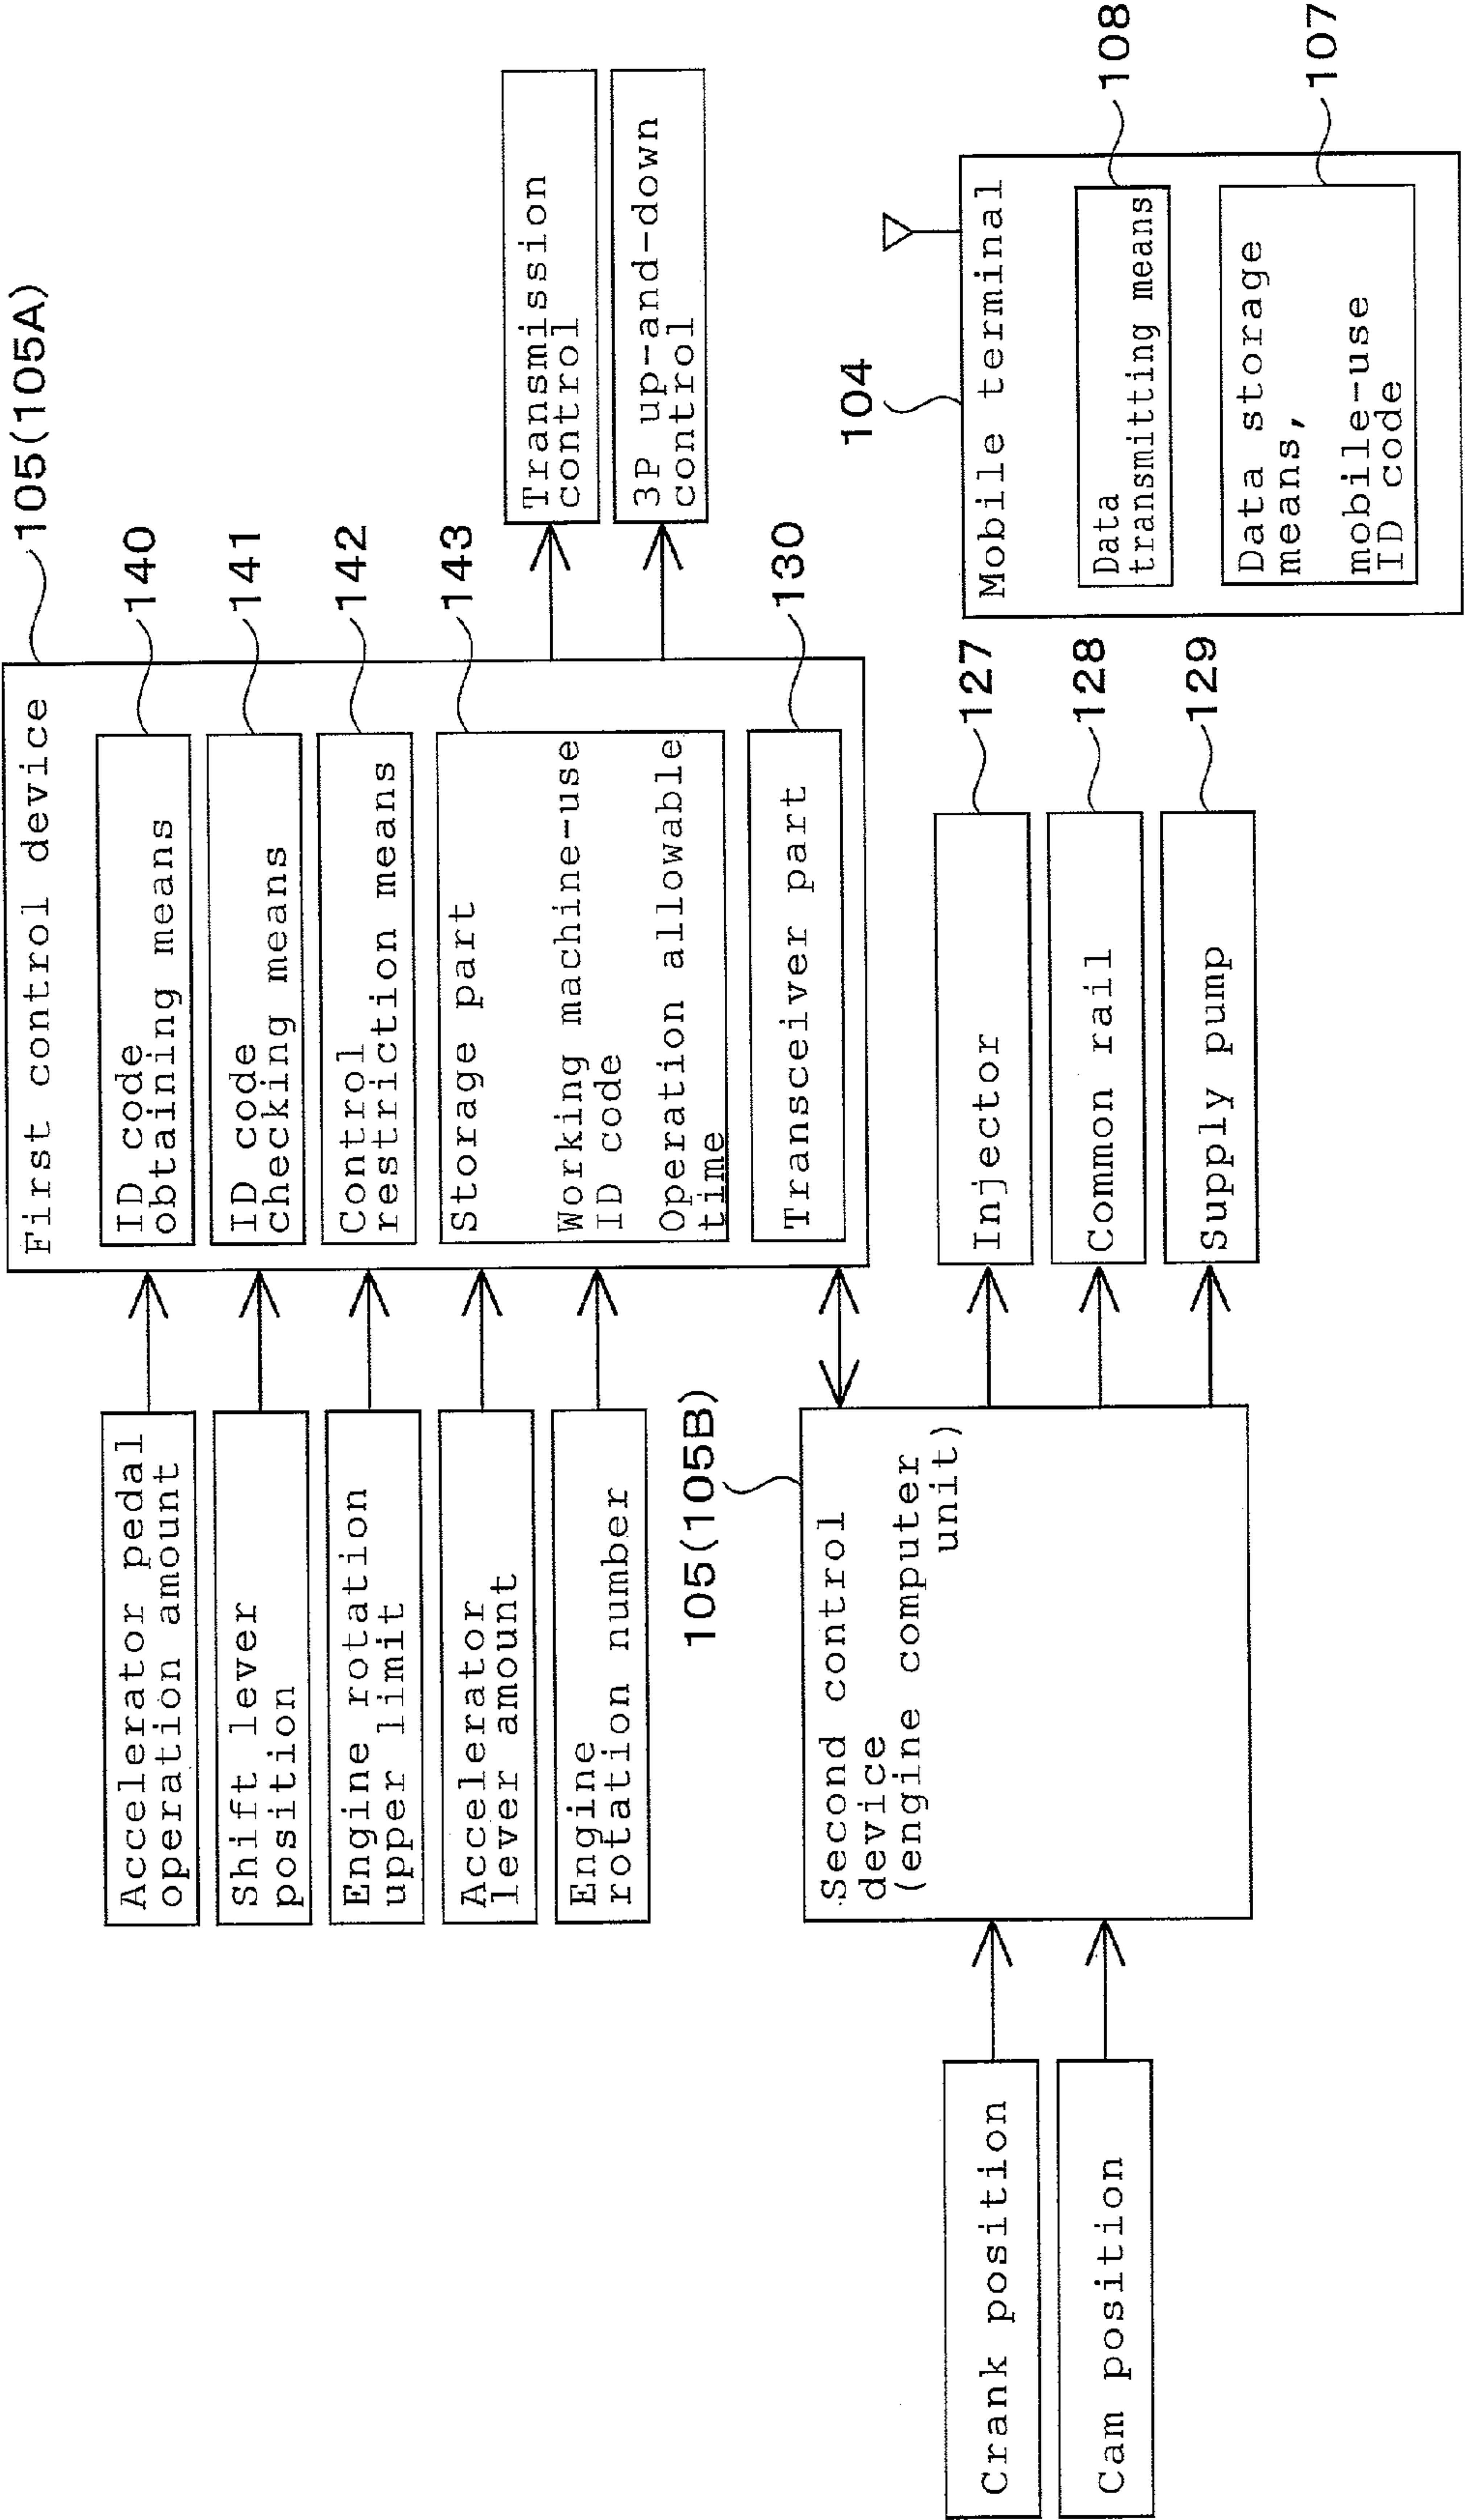 105(105A)
First control device
ID code
obtaining means
140
ID code
checking means
141
Control
restriction means
142
Storage part
Working machine-use
ID code
Operation allowable
time
143
Transceiver part
130
Accelerator pedal
operation amount
Shift lever
position
Engine rotation
upper limit
Accelerator
lever amount
Engine
rotation number
Transmission
control
3P up-and-down
control
105(105B)
Second control
device
(engine computer
unit)
Crank position
Cam position
Injector
127
Common rail
128
Supply pump
129
104
Mobile terminal
Data
transmitting means
108
Data storage
means,
mobile-use
ID code
107